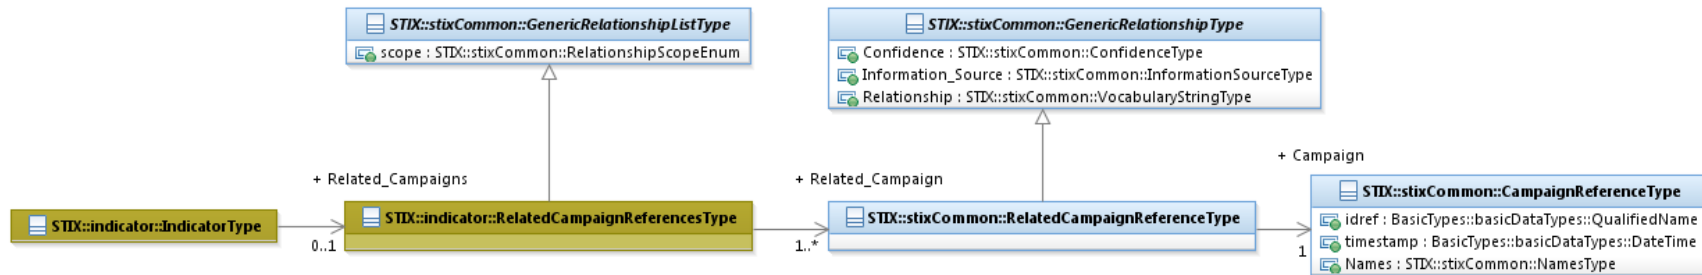 STIX::stixCommon::GenericRelationshipListType
scope : STIX::stixCommon::RelationshipScopeEnum
STIX::stixCommon::GenericRelationshipType
Confidence : STIX::stixCommon::ConfidenceType
Information_Source : STIX::stixCommon::InformationSourceType
Relationship : STIX::stixCommon::VocabularyStringType
+ Related_Campaigns
+ Related_Campaign
+ Campaign
STIX::indicator::IndicatorType
0..1
STIX::indicator::RelatedCampaignReferencesType
1..*
STIX::stixCommon::RelatedCampaignReferenceType
1
STIX::stixCommon::CampaignReferenceType
idref : BasicTypes::basicDataTypes::QualifiedName
timestamp : BasicTypes::basicDataTypes::DateTime
Names : STIX::stixCommon::NamesType